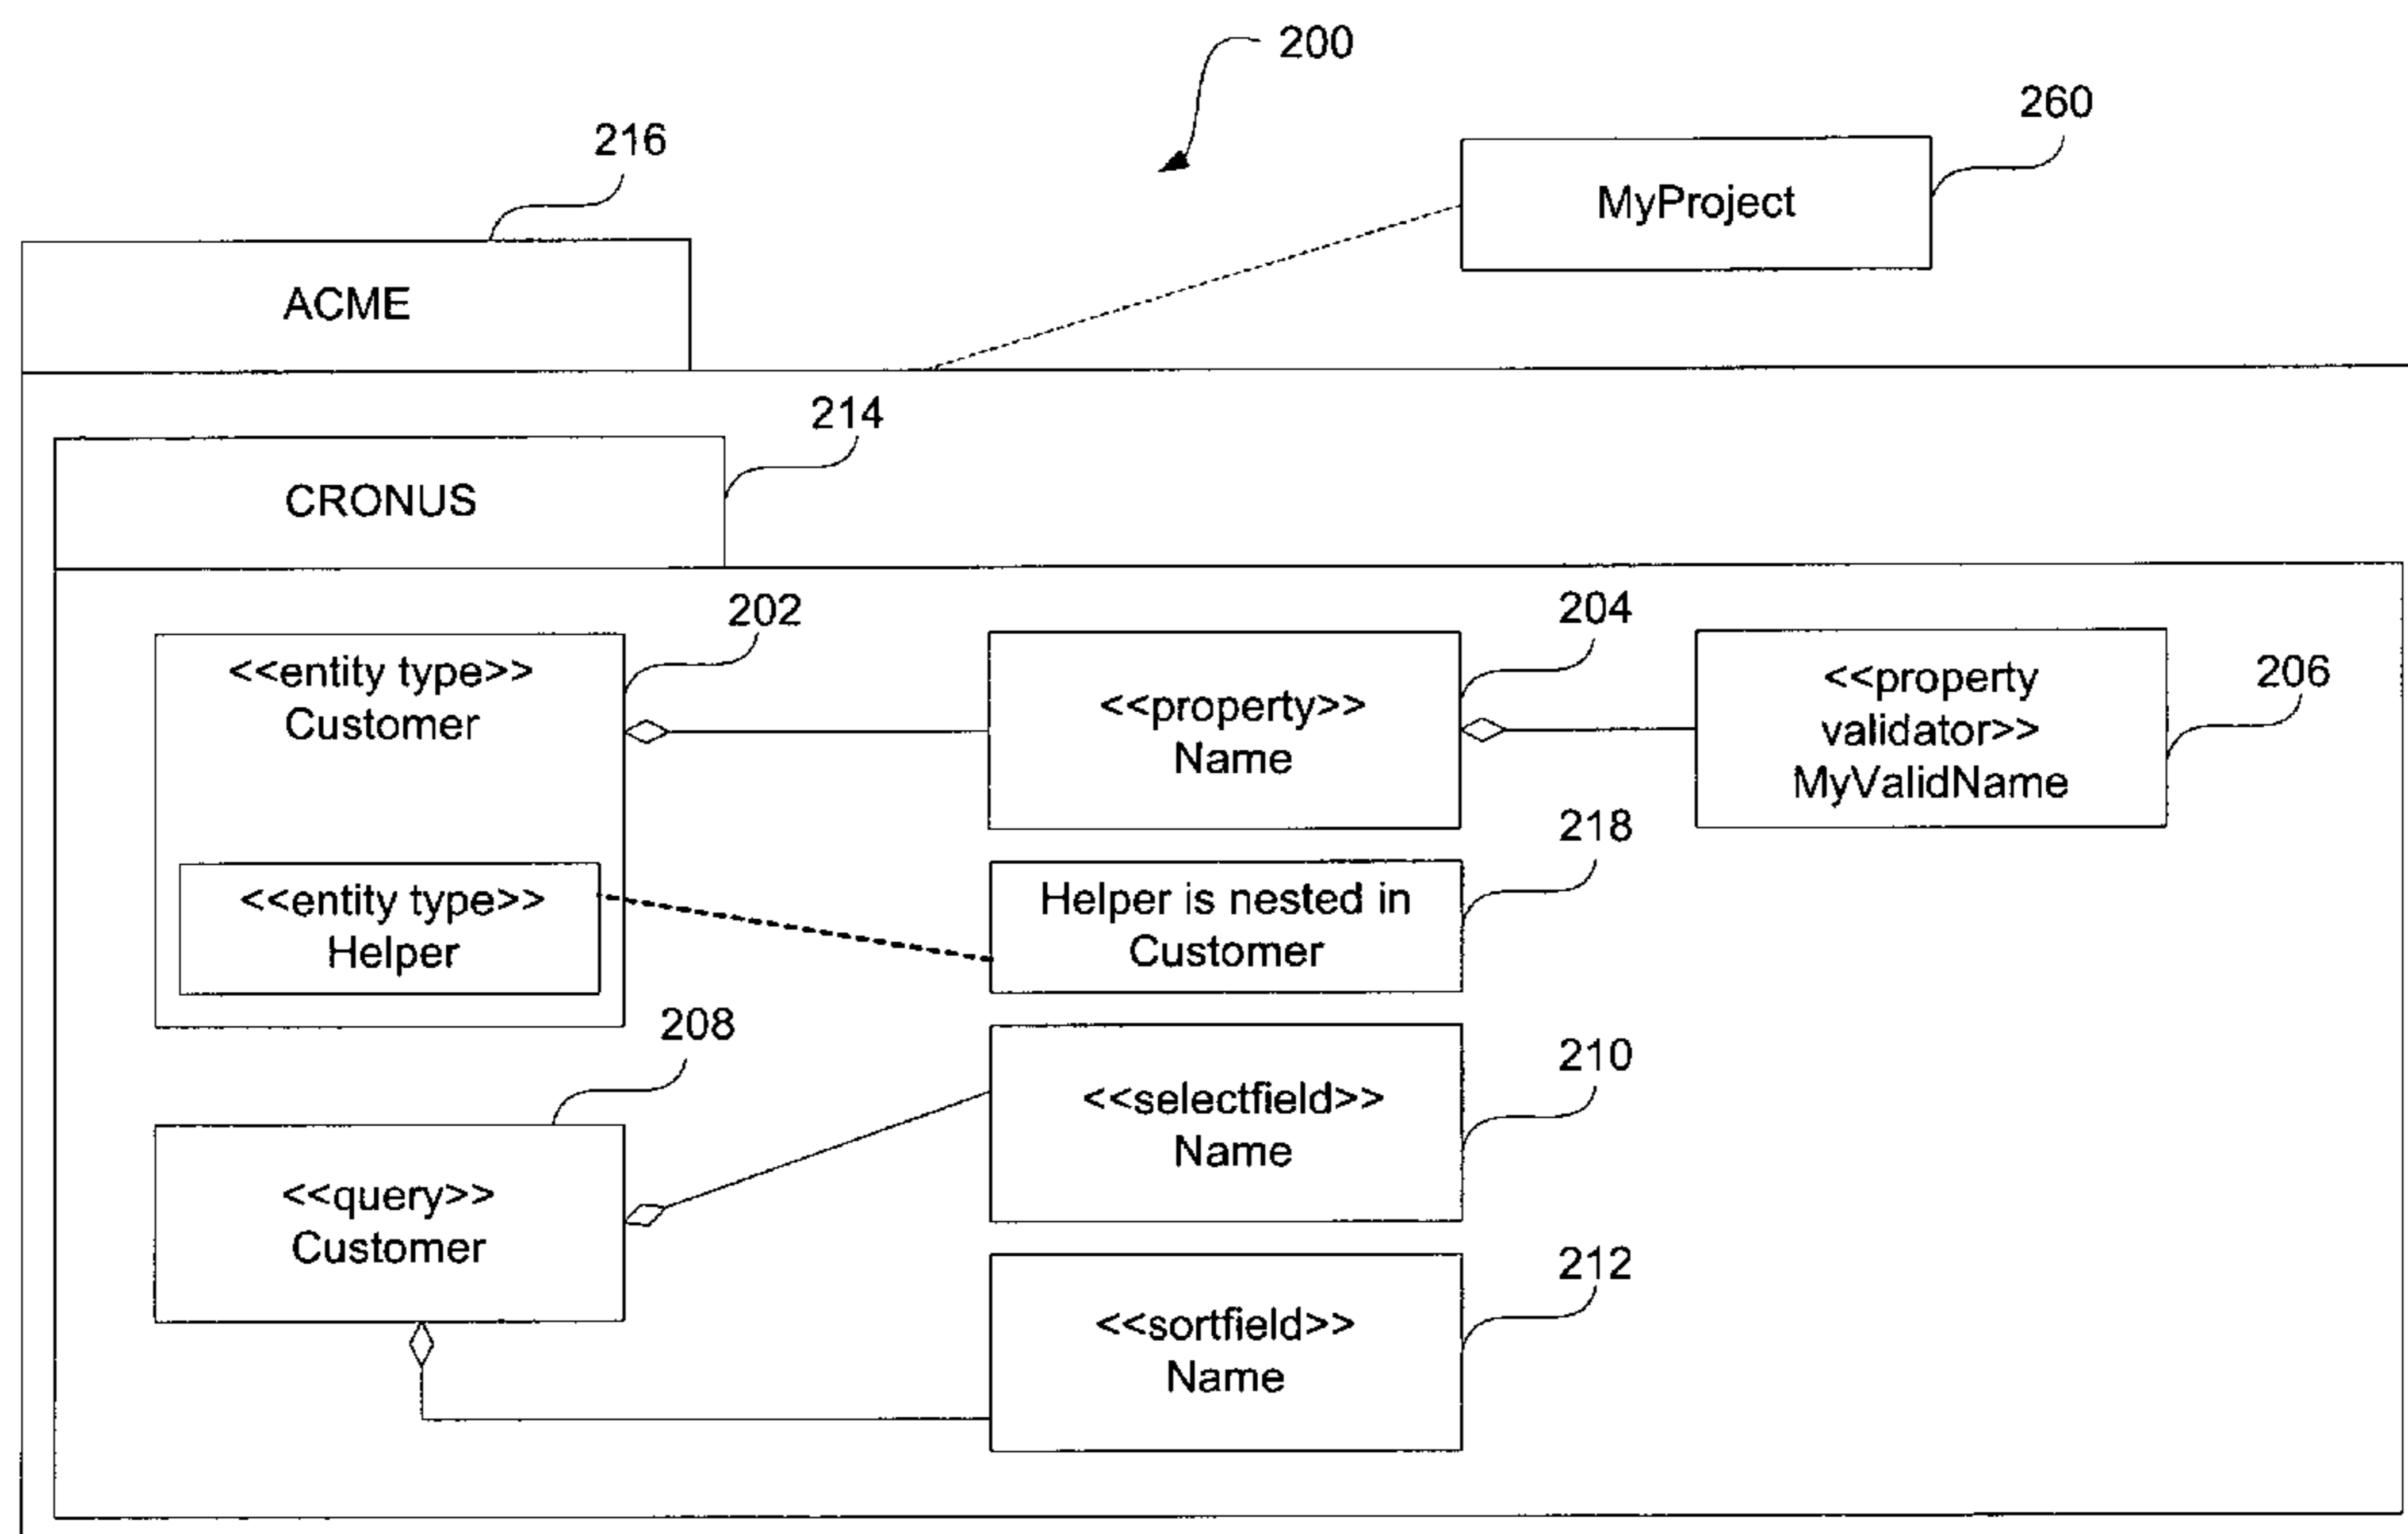 200
260
MyProject
216
ACME
214
CRONUS
202
<<entity type>>
Customer
204
<<property>>
Name
206
<<property
validator>>
MyValidName
<<entity type>>
Helper
218
Helper is nested in
Customer
208
<<query>>
Customer
210
<<selectfield>>
Name
212
<<sortfield>>
Name